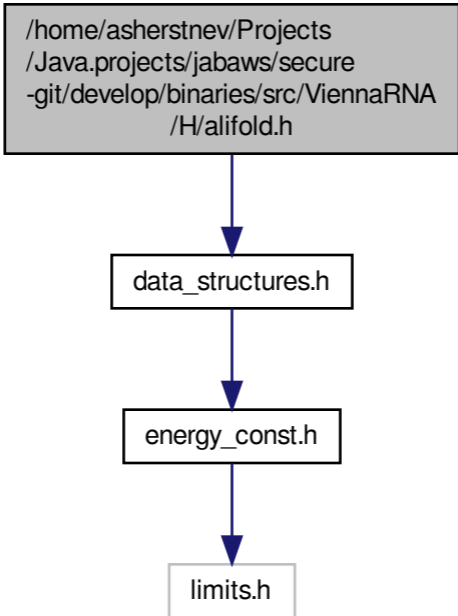 /home/asherstnev/Projects
/Java.projects/jabaws/secure
-git/develop/binaries/src/ViennaRNA
/H/alifold.h
data_structures.h
energy_const.h
limits.h